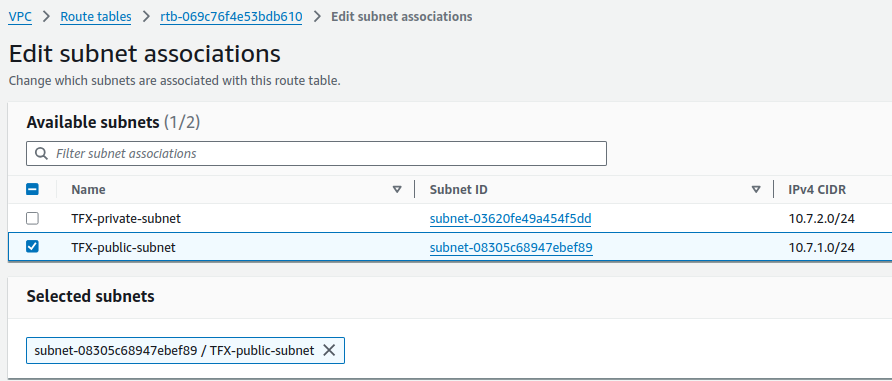 VPC > Route tables > rtb-069c76f4e53bdb610 > Edit subnet associations
Edit subnet associations
Change which subnets are associated with this route table.
Available subnets (1/2)
Filter subnet associations
Name Subnet ID IPv4 CIDR
TFX-private-subnet subnet-03620fe49a454f5dd 10.7.2.0/24
TFX-public-subnet subnet-08305c68947ebef89 10.7.1.0/24
Selected subnets
subnet-08305c68947ebef89 / TFX-public-subnet